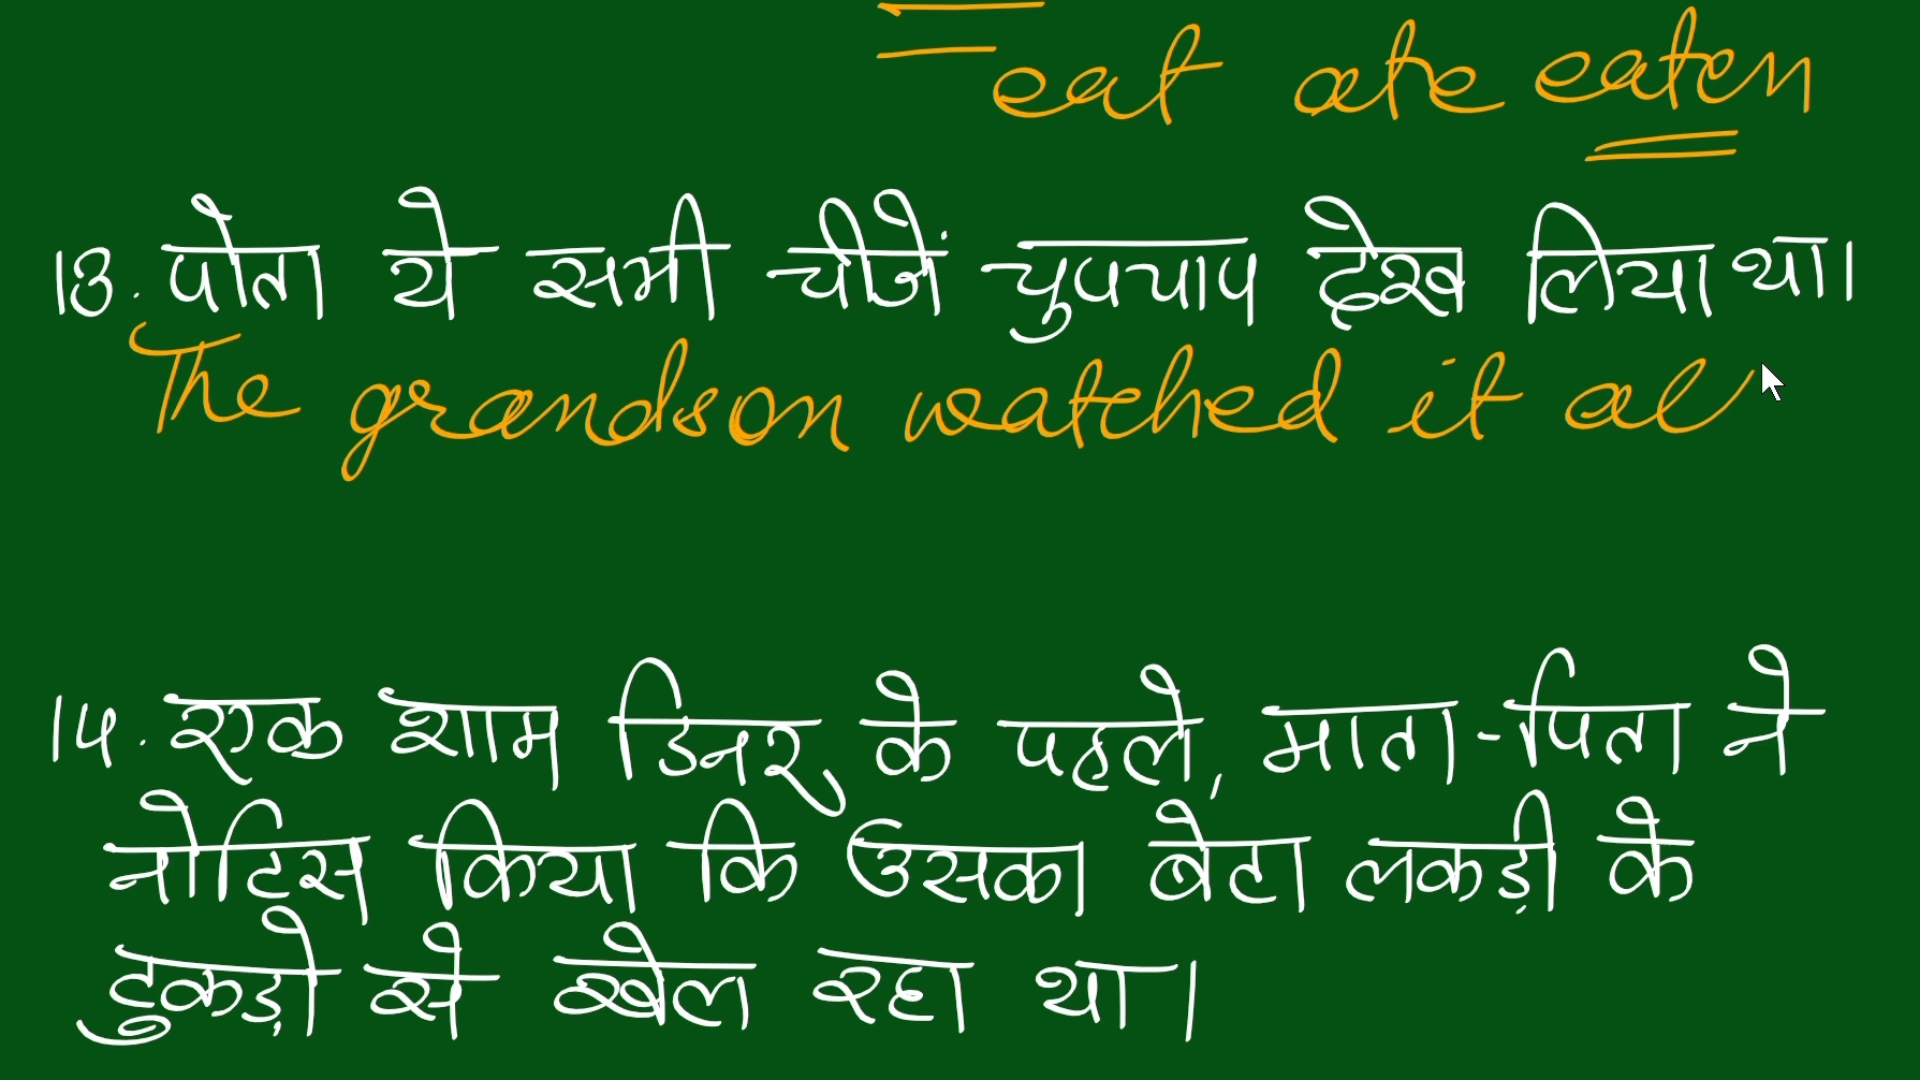 eat ate eaten
13. पोता ये सभी चीजें चुपचाप देख लिया था।
The grandson watched it al
14. एक शाम डिनर के पहले, माता-पिता ने
नोटिस किया कि उसका बेटा लकड़ी के
टुकड़ो से खेल रहा था।